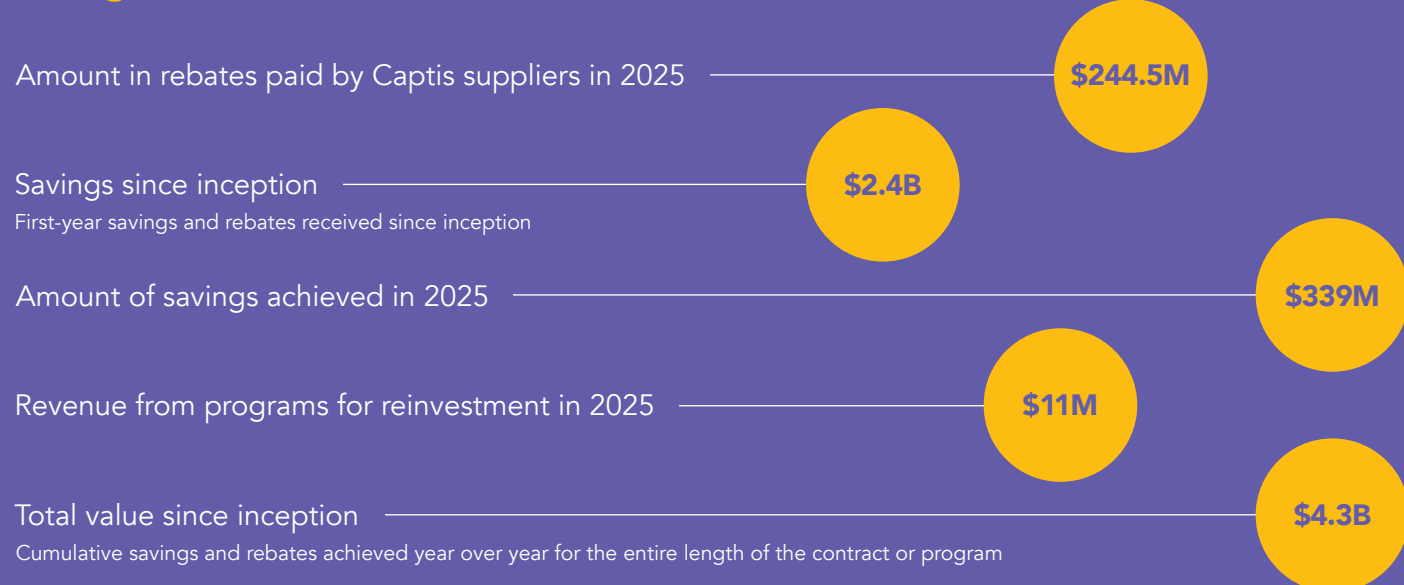 Amount in rebates paid by Captis suppliers in 2025 $244.5M
Savings since inception $2.4B
First-year savings and rebates received since inception
Amount of savings achieved in 2025 $339M
Revenue from programs for reinvestment in 2025 $11M
Total value since inception $4.3B
Cumulative savings and rebates achieved year over year for the entire length of the contract or program